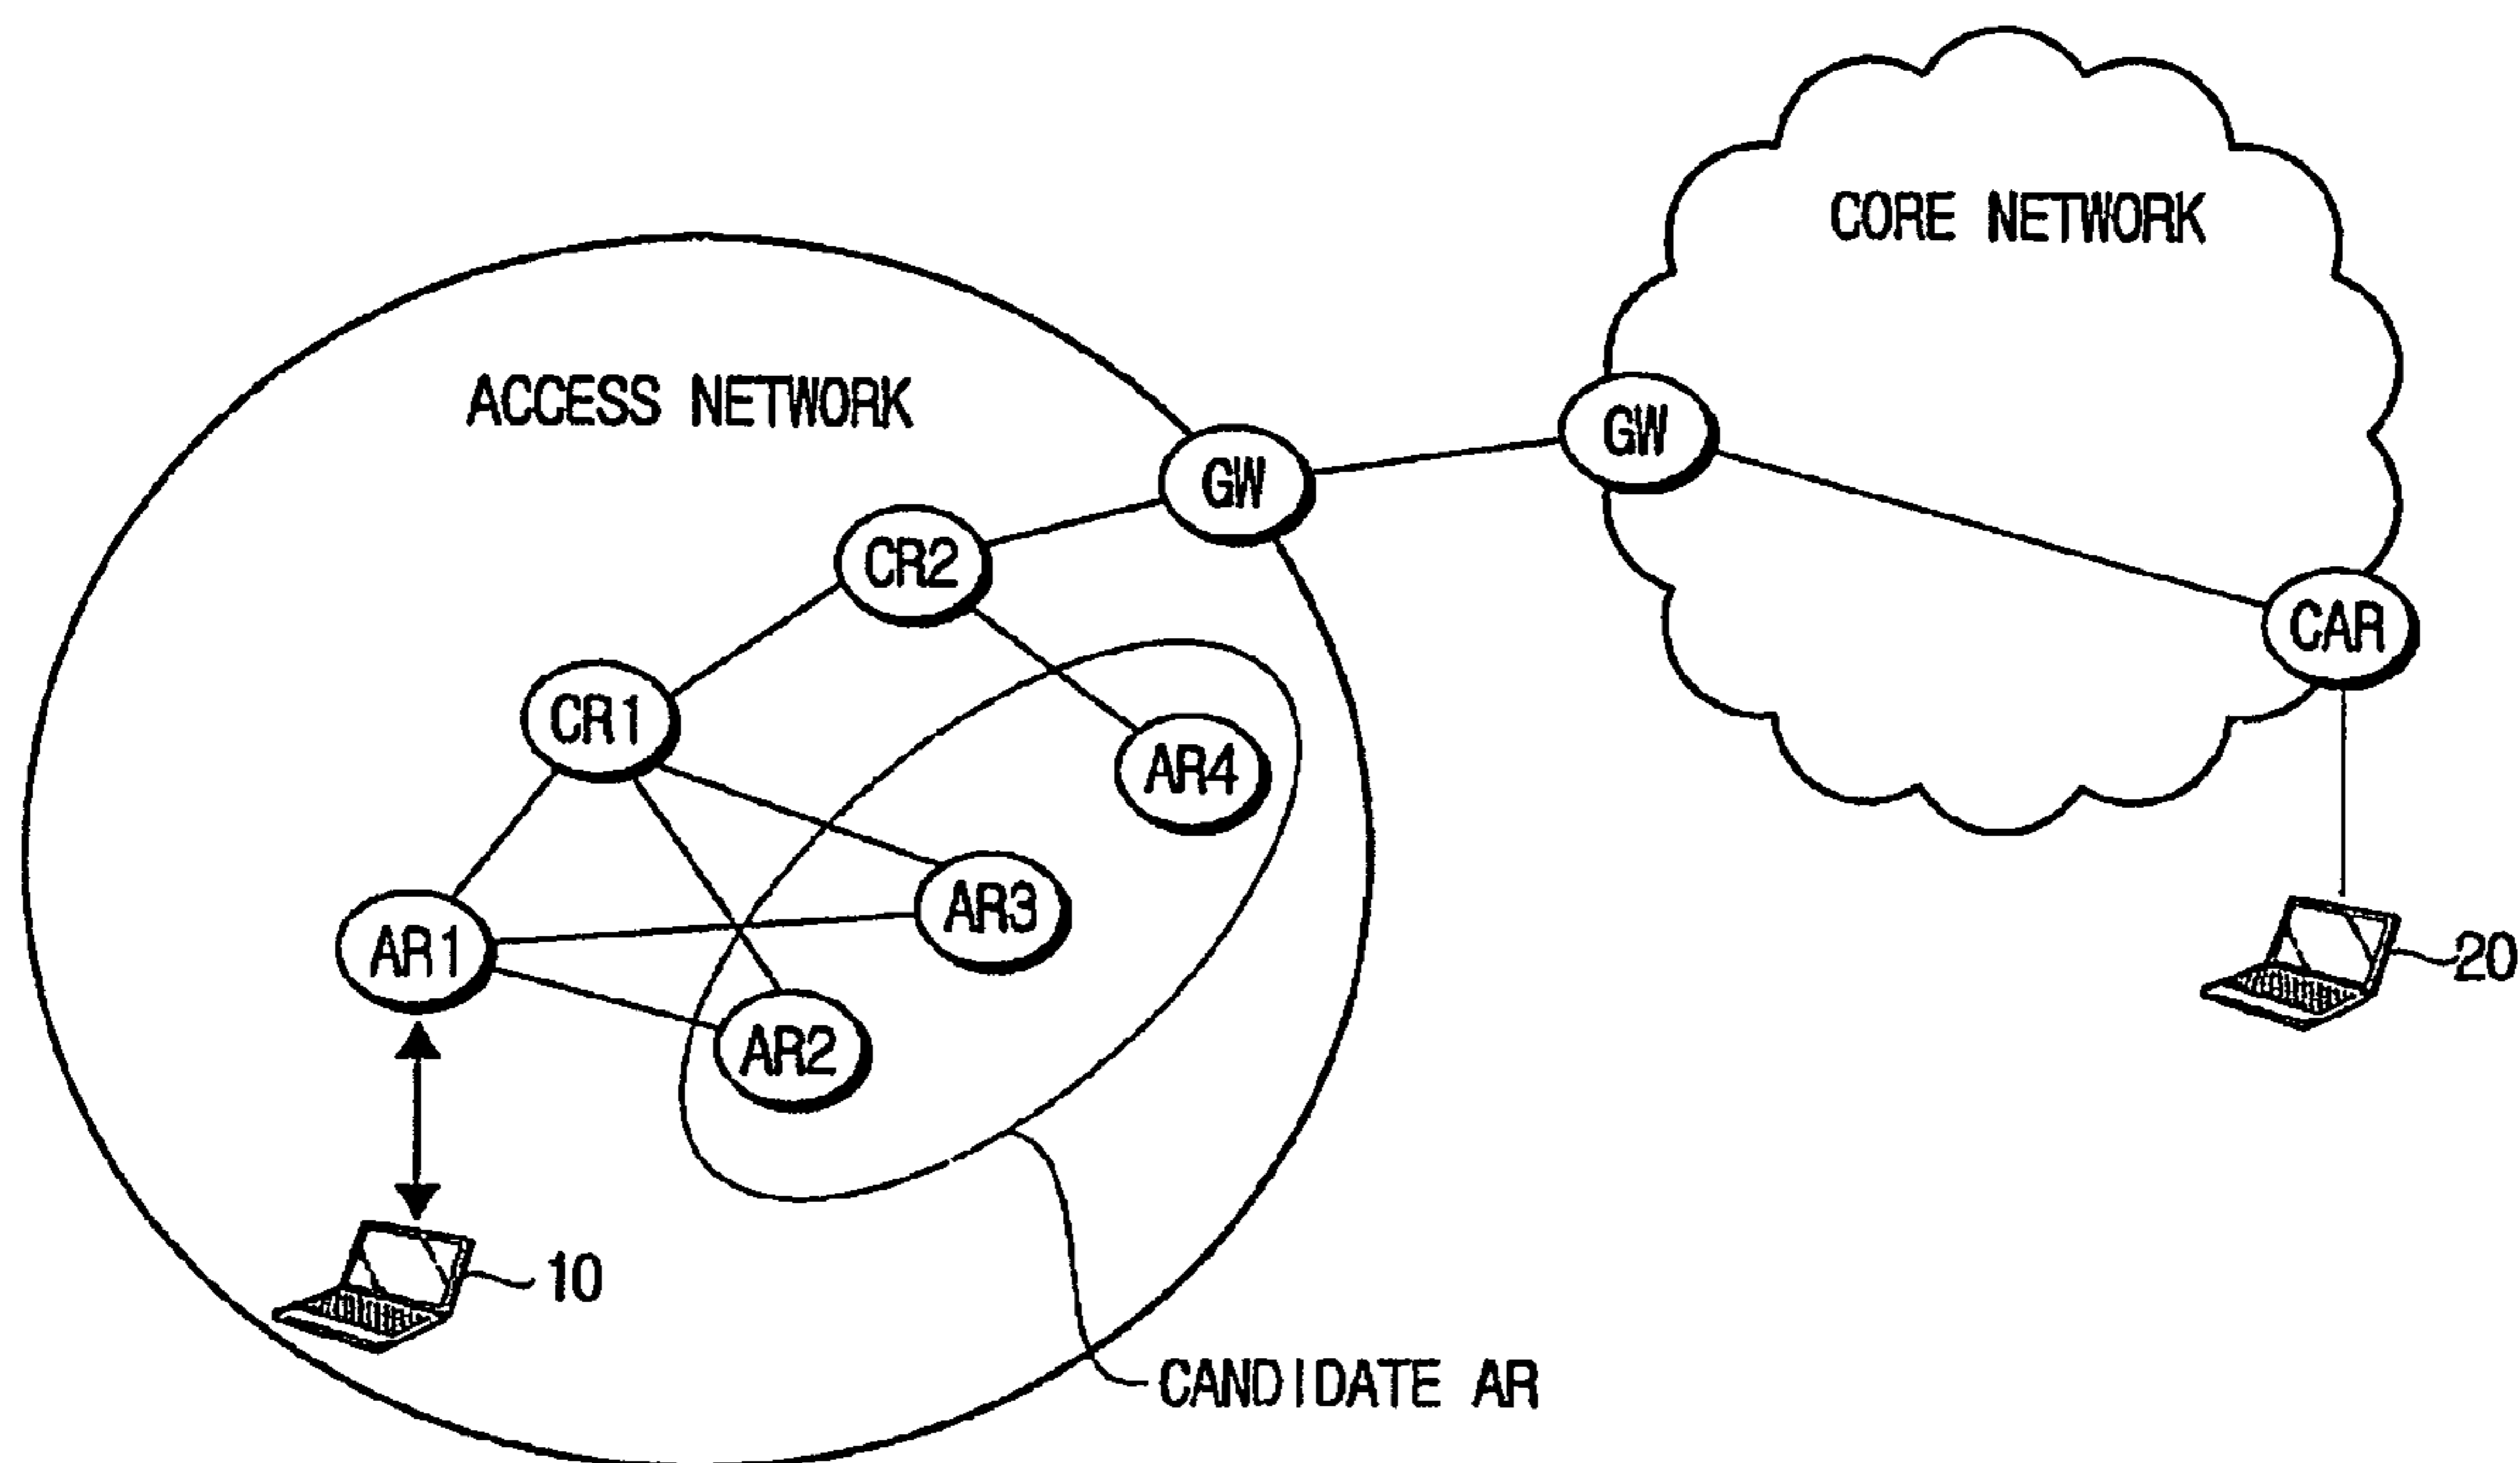 CORE NETWORK
ACCESS NETWORK
GW
GW
CR2
CAR
CR1
AR4
AR3
AR1
20
AR2
10
CANDIDATE AR